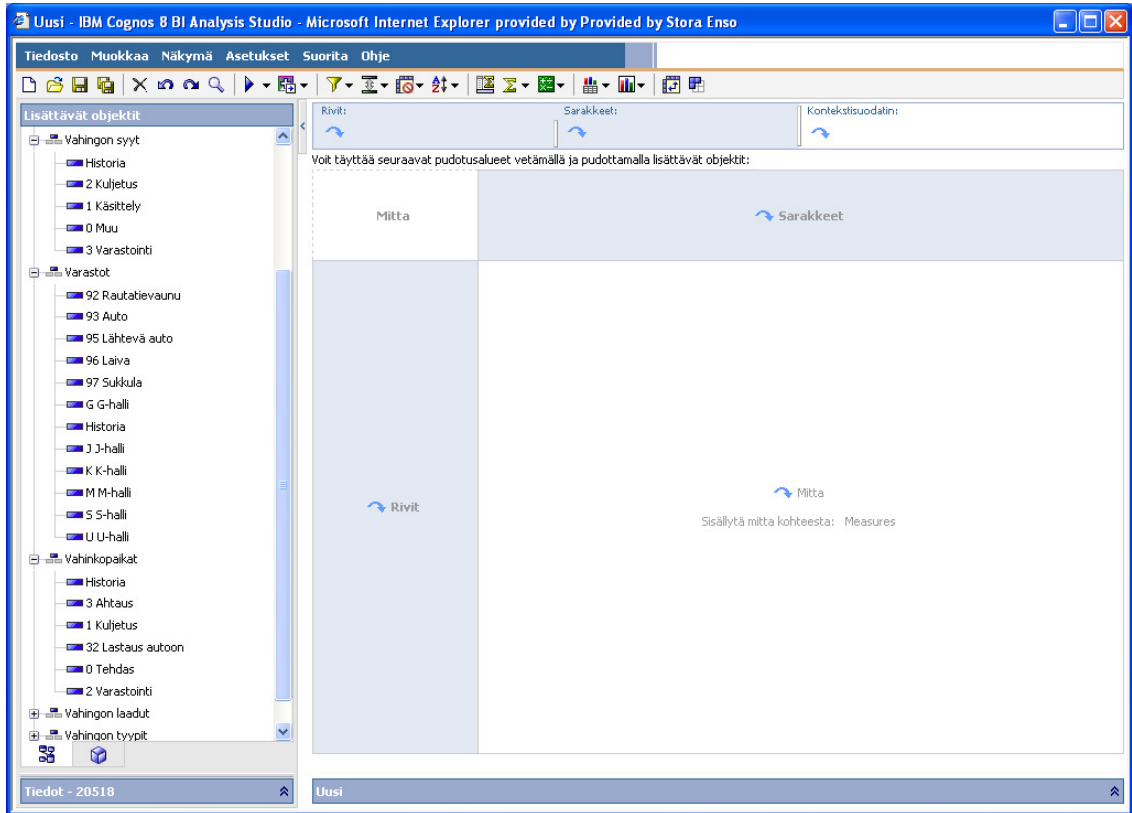 Uusi - IBM Cognos 8 BI Analysis Studio - Microsoft Internet Explorer provided by Provided by Stora Enso
Tiedosto Muokkaa Näkymä Asetukset Suorita Ohje
Lisättävät objektit
Vahingon syyt
Historia
2 Kuljetus
1 Käsittely
0 Muu
3 Varastointi
Varastot
92 Rautatievaunu
93 Auto
95 Lähtevä auto
96 Laiva
97 Sukkula
G G-halli
Historia
J J-halli
K K-halli
M M-halli
S S-halli
U U-halli
Vahinkopaikat
Historia
3 Ahtaus
1 Kuljetus
32 Lastaus autoon
0 Tehdas
2 Varastointi
Vahingon laadut
Vahingon tyypit
Tiedot - 20518
Rivit: Sarakkeet: Kontekstisuodatin:
Voit täyttää seuraavat pudotusalueet vetämällä ja pudottamalla lisättävät objektit:
Mitta Sarakkeet
Rivit
Mitta
Sisällytä mitta kohteesta: Measures
Uusi